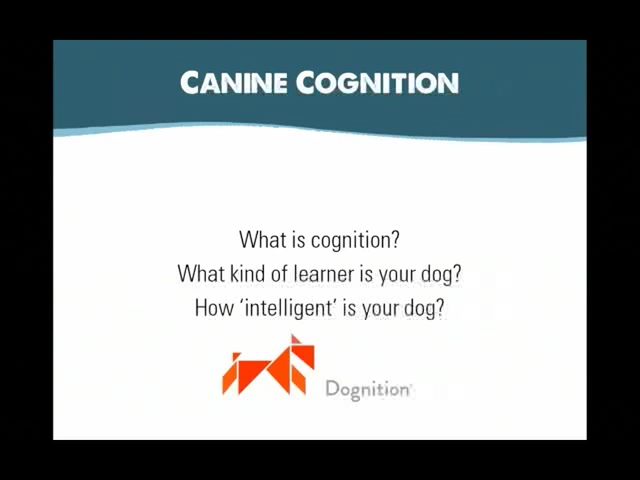 CANINE COGNITION
What is cognition?
What kind of learner is your dog?
How ‘intelligent’ is your dog?
Dognition